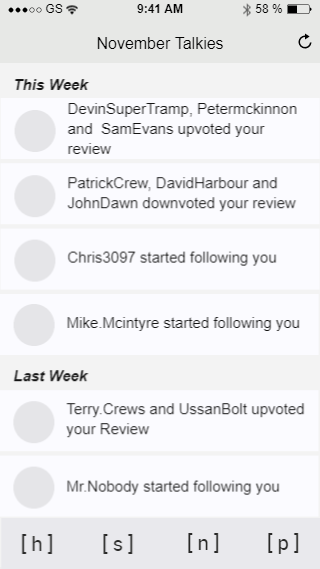 GS 9:41 AM 58 %
November Talkies
This Week
DevinSuperTramp, Petermckinnon
and SamEvans upvoted your
review
PatrickCrew, DavidHarbour and
JohnDawn downvoted your review
Chris3097 started following you
Mike.Mcintyre started following you
Last Week
Terry.Crews and UssanBolt upvoted
your Review
Mr.Nobody started following you
[ h ] [ s ] [ n ] [ p ]